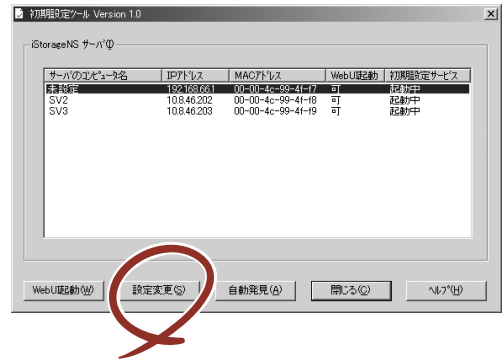 初期設定ツール Version 1.0
iStorageNS サーバ(I)
サーバのコンピュータ名 IPアドレス MACアドレス WebUI起動 初期設定サービス
未設定 192.168.66.1 00-00-4c-99-4f-f7 可 起動中
SV2 10.8.46.202 00-00-4c-99-4f-f8 可 起動中
SV3 10.8.46.203 00-00-4c-99-4f-f9 可 起動中
WebUI起動(W) 設定変更(S) 自動発見(A) 閉じる(C) ヘルプ(H)